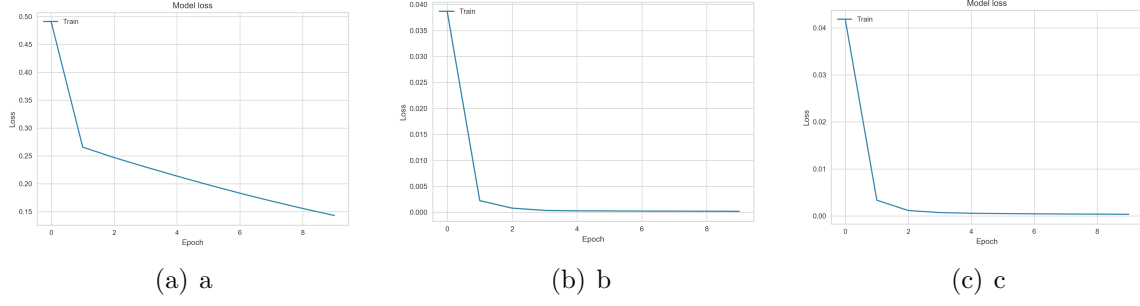 Model loss
Train
0.50
0.45
0.40
0.35
0.30
0.25
0.20
0.15
Loss
0 2 4 6 8
Epoch
(a) a
0.040
Train
0.035
0.030
0.025
0.020
0.015
0.010
0.005
0.000
Loss
0 2 4 6 8
Epoch
(b) b
Model loss
Train
0.04
0.03
0.02
0.01
0.00
Loss
0 2 4 6 8
Epoch
(c) c